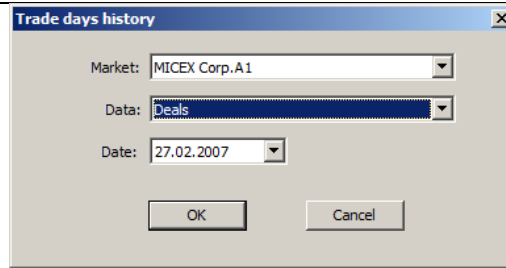 Trade days history
Market: MICEX Corp.A1
Data: Deals
Date: 27.02.2007
OK Cancel